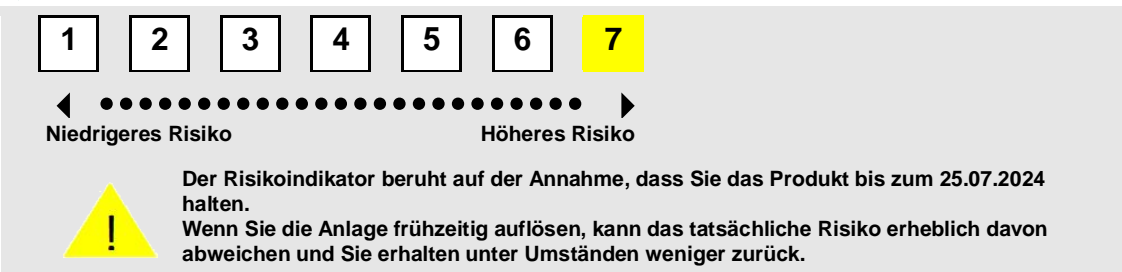 1 2 3 4 5 6 7
Niedrigeres Risiko Höheres Risiko
Der Risikoindikator beruht auf der Annahme, dass Sie das Produkt bis zum 25.07.2024
halten.
Wenn Sie die Anlage frühzeitig auflösen, kann das tatsächliche Risiko erheblich davon
! abweichen und Sie erhalten unter Umständen weniger zurück.